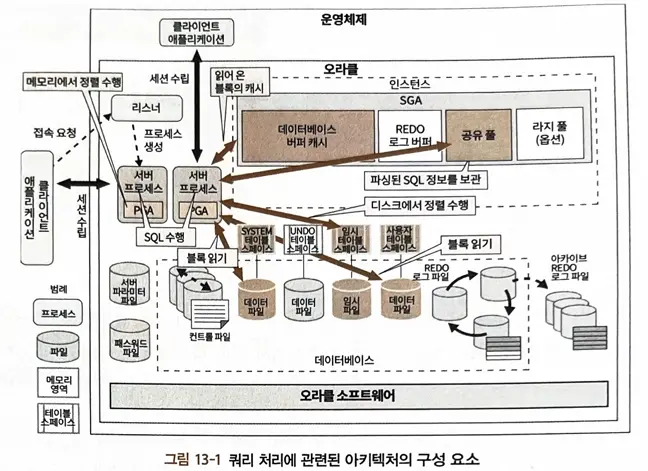 운영체제
클라이언트
애플리케이션
오라클
세션 수립
읽어 온
블록의 캐시
인스턴스
메모리에서 정렬 수행
SGA
리스너
데이터베이스
버퍼 캐시
REDO
로그 버퍼
공유 풀
라지 풀
(옵션)
접속 요청
프로세스
생성
클라이언트
애플리케이션
세션 수립
서버
프로세스
PGA
서버
프로세스
PGA
파싱된 SQL 정보를 보관
디스크에서 정렬 수행
SQL 수행
SYSTEM
테이블
스페이스
UNDO
테이블
스페이스
임시
테이블
스페이스
사용자
테이블
스페이스
블록 읽기
블록 읽기
REDO
로그 파일
아카이브
REDO
로그 파일
서버
파라미터
파일
패스워드
파일
컨트롤 파일
데이터
파일
데이터
파일
임시
파일
데이터
파일
데이터베이스
범례
프로세스
파일
메모리
영역
테이블
스페이스
오라클 소프트웨어
그림 13-1 쿼리 처리에 관련된 아키텍처의 구성 요소